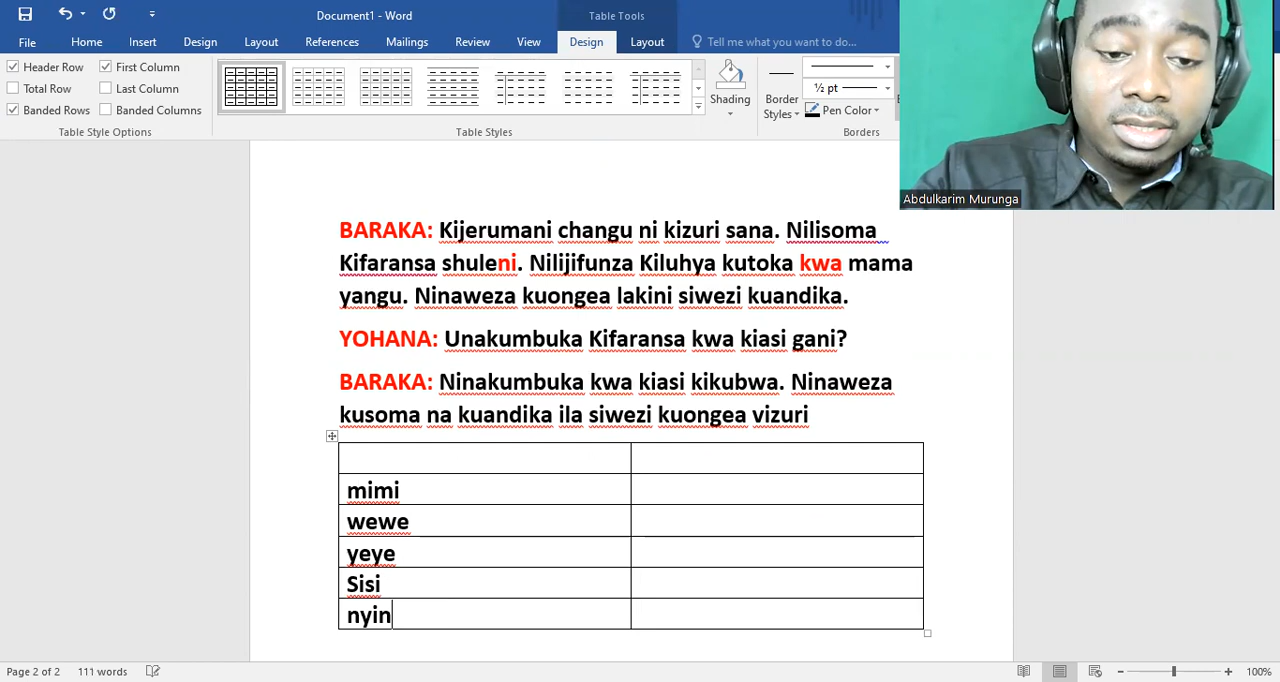 Document1 - Word
Table Tools
File Home Insert Design Layout References Mailings Review View Design Layout Tell me what you want to do...
Header Row First Column
Total Row Last Column
Banded Rows Banded Columns
Table Style Options
Table Styles
Shading
Border Styles
½ pt
Pen Color
Borders
Abdulkarim Murunga
BARAKA: Kijerumani changu ni kizuri sana. Nilisoma
Kifaransa shuleni. Nilijifunza Kiluhya kutoka kwa mama
yangu. Ninaweza kuongea lakini siwezi kuandika.
YOHANA: Unakumbuka Kifaransa kwa kiasi gani?
BARAKA: Ninakumbuka kwa kiasi kikubwa. Ninaweza
kusoma na kuandika ila siwezi kuongea vizuri
mimi
wewe
yeye
Sisi
nyin
Page 2 of 2 111 words
100%